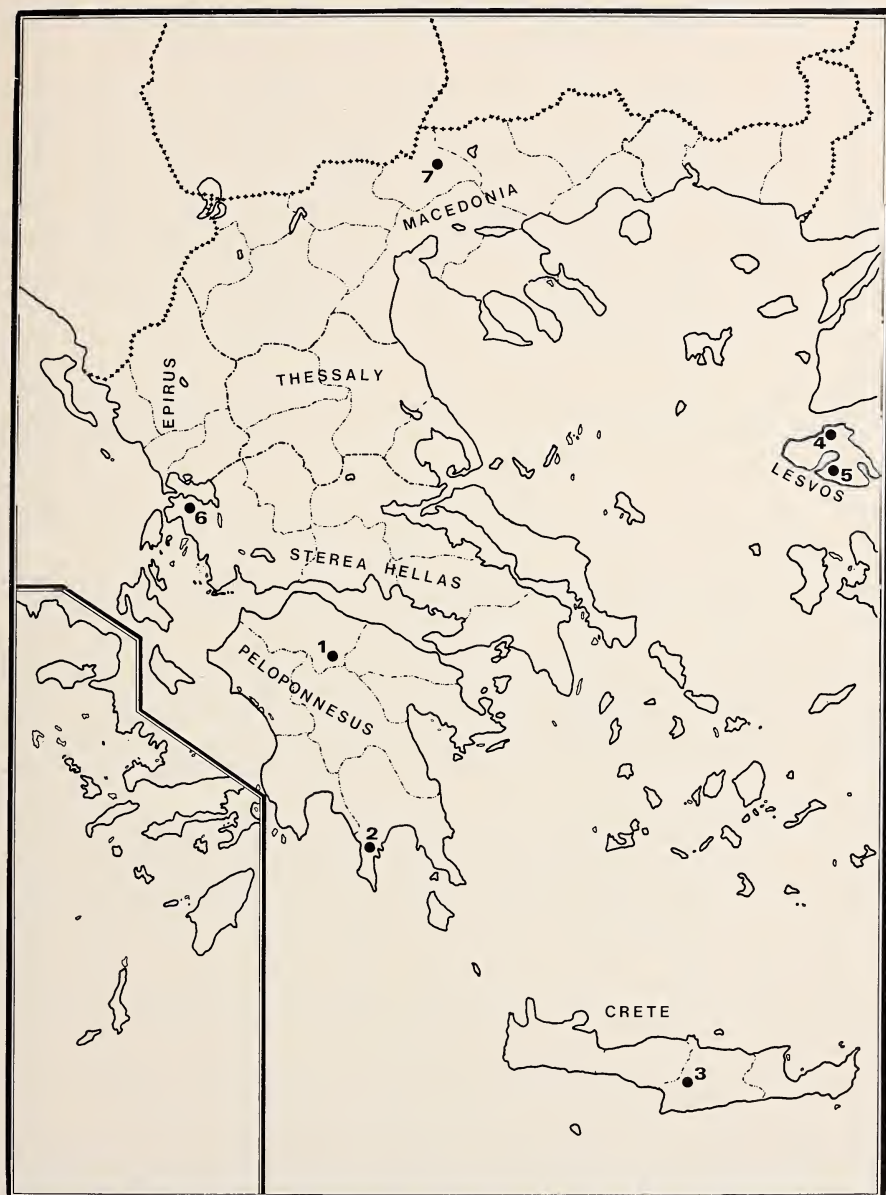 7
MACEDONIA
EPIRUS
THESSALY
4
5
LESVOS
6
STEREA HELLAS
1
PELOPONNESUS
2
CRETE
3